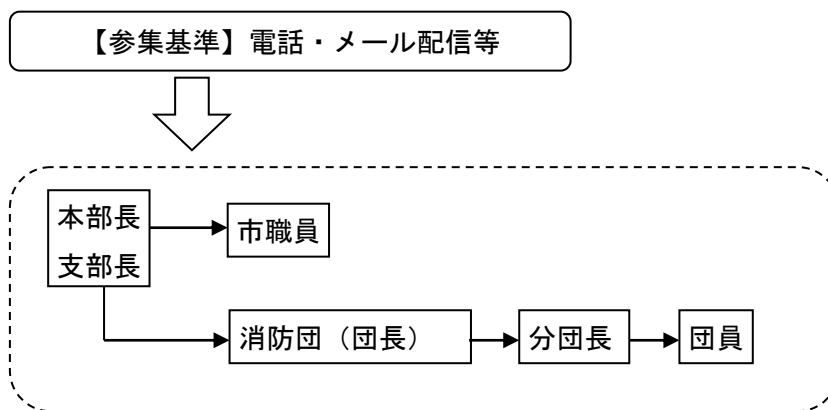 【参集基準】電話・メール配信等
本部長
支部長
市職員
消防団（団長）
分団長
団員